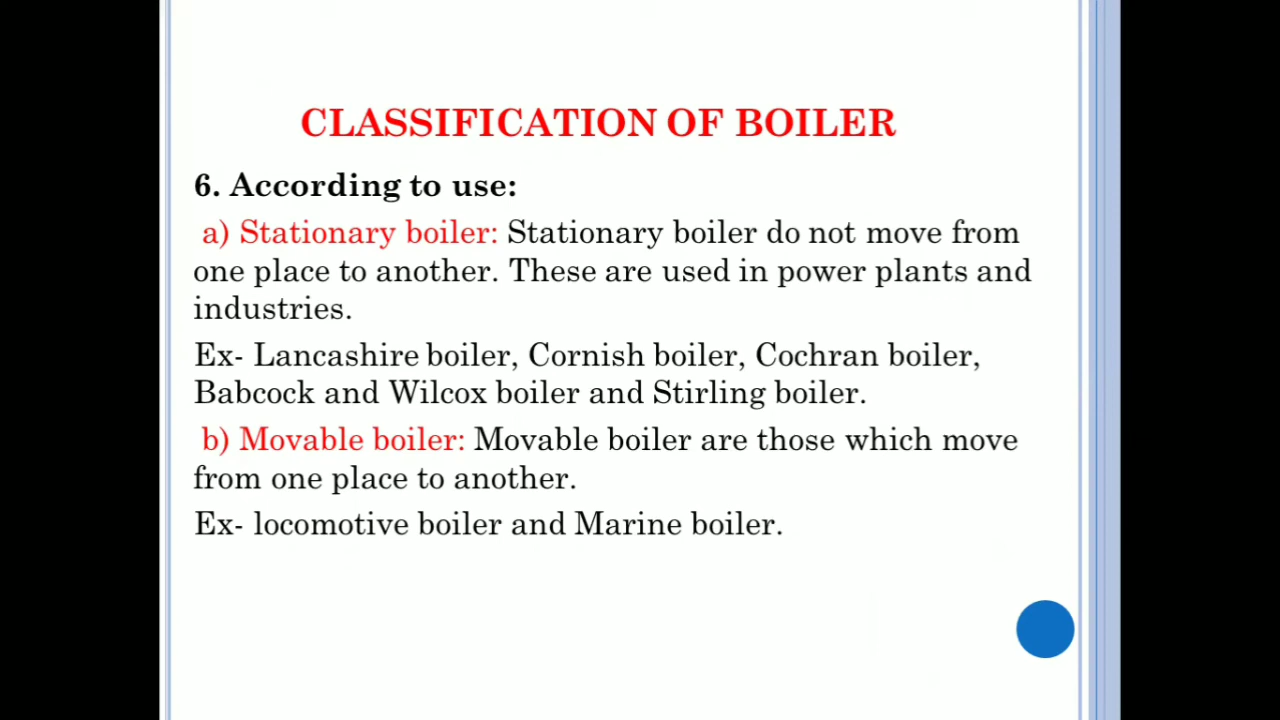 CLASSIFICATION OF BOILER
6. According to use:
a) Stationary boiler: Stationary boiler do not move from
one place to another. These are used in power plants and
industries.
Ex- Lancashire boiler, Cornish boiler, Cochran boiler,
Babcock and Wilcox boiler and Stirling boiler.
b) Movable boiler: Movable boiler are those which move
from one place to another.
Ex- locomotive boiler and Marine boiler.